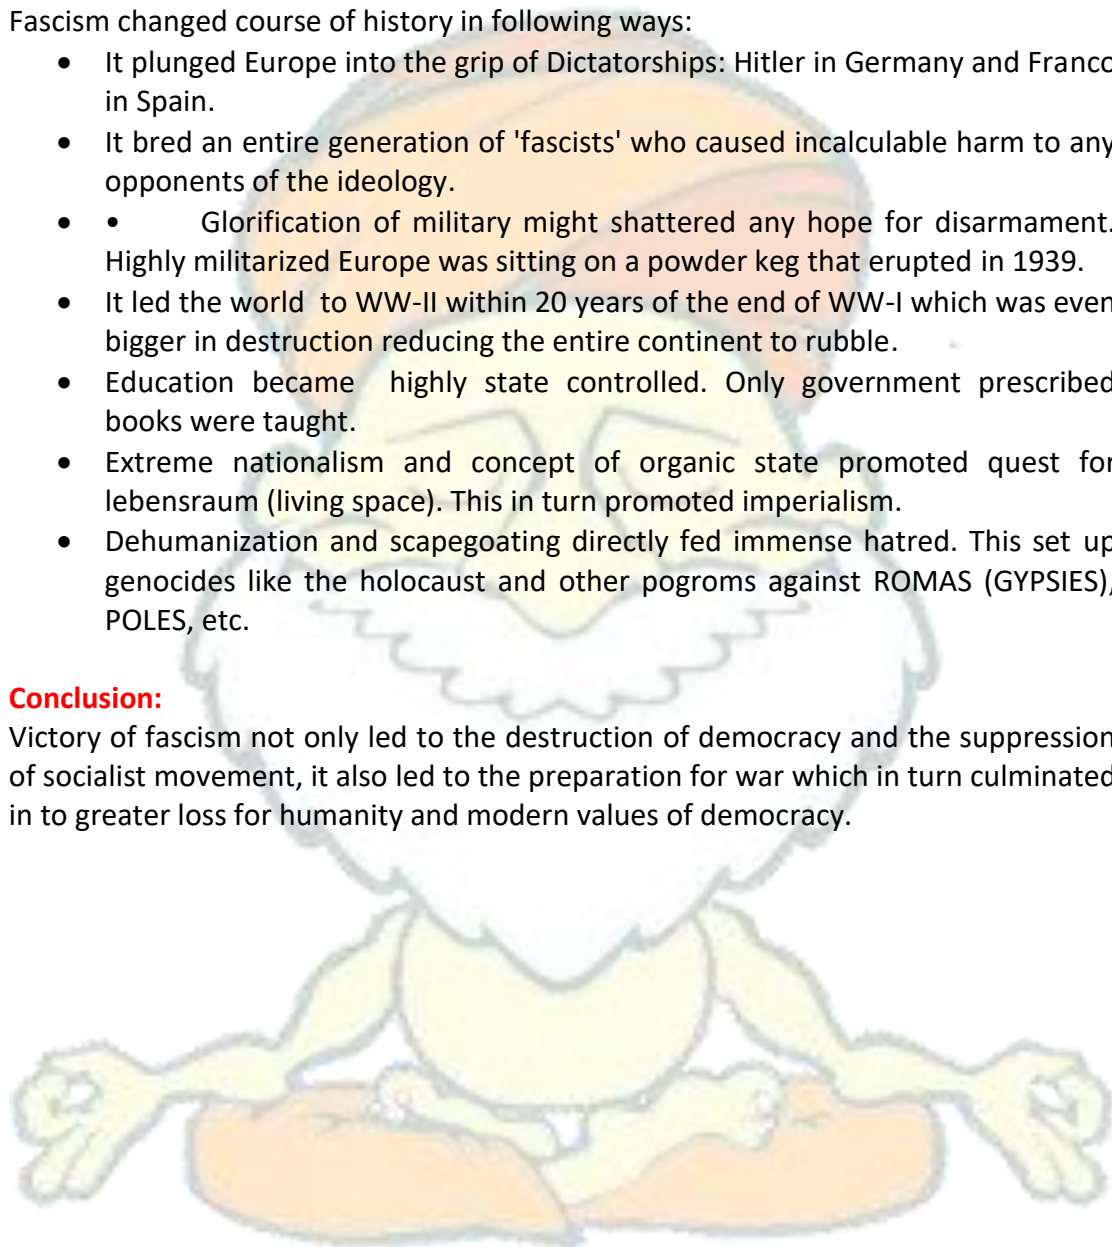 Fascism changed course of history in following ways:
• It plunged Europe into the grip of Dictatorships: Hitler in Germany and Franco
in Spain.
• It bred an entire generation of 'fascists' who caused incalculable harm to any
opponents of the ideology.
• • Glorification of military might shattered any hope for disarmament.
Highly militarized Europe was sitting on a powder keg that erupted in 1939.
• It led the world to WW-II within 20 years of the end of WW-I which was even
bigger in destruction reducing the entire continent to rubble.
• Education became highly state controlled. Only government prescribed
books were taught.
• Extreme nationalism and concept of organic state promoted quest for
lebensraum (living space). This in turn promoted imperialism.
• Dehumanization and scapegoating directly fed immense hatred. This set up
genocides like the holocaust and other pogroms against ROMAS (GYPSIES),
POLES, etc.
Conclusion:
Victory of fascism not only led to the destruction of democracy and the suppression
of socialist movement, it also led to the preparation for war which in turn culminated
in to greater loss for humanity and modern values of democracy.